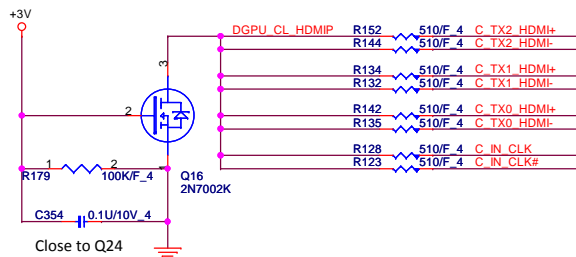 +3V
DGPU_CL_HDMIP R152 510/F_4 C_TX2_HDMI+
R144 510/F_4 C_TX2_HDMI-
3
R134 510/F_4 C_TX1_HDMI+
R132 510/F_4 C_TX1_HDMI-
2
R142 510/F_4 C_TX0_HDMI+
R135 510/F_4 C_TX0_HDMI-
R128 510/F_4 C_IN_CLK
R123 510/F_4 C_IN_CLK#
1 2 1
R179 100K/F_4 Q16
2N7002K
C354 0.1U/10V_4
Close to Q24